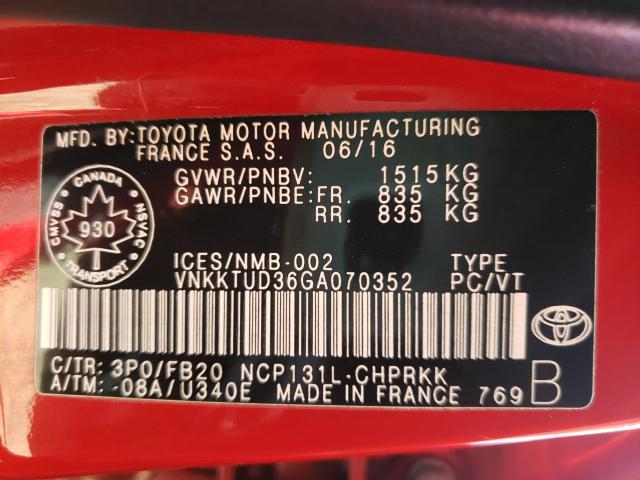 MFD. BY:TOYOTA MOTOR MANUFACTURING
FRANCE S.A.S. 06/16
GVWR/PNBV: 1515 KG
GAWR/PNBE: FR. 835 KG
RR. 835 KG
CANADA
CMVSS 930 NSVAC
TRANSPORT
ICES/NMB-002 TYPE
VNKKTUD36GA070352 PC/VT
C/TR: 3P0/FB20 NCP131L-CHPRKK
A/TM: -08A/U340E MADE IN FRANCE 769 B